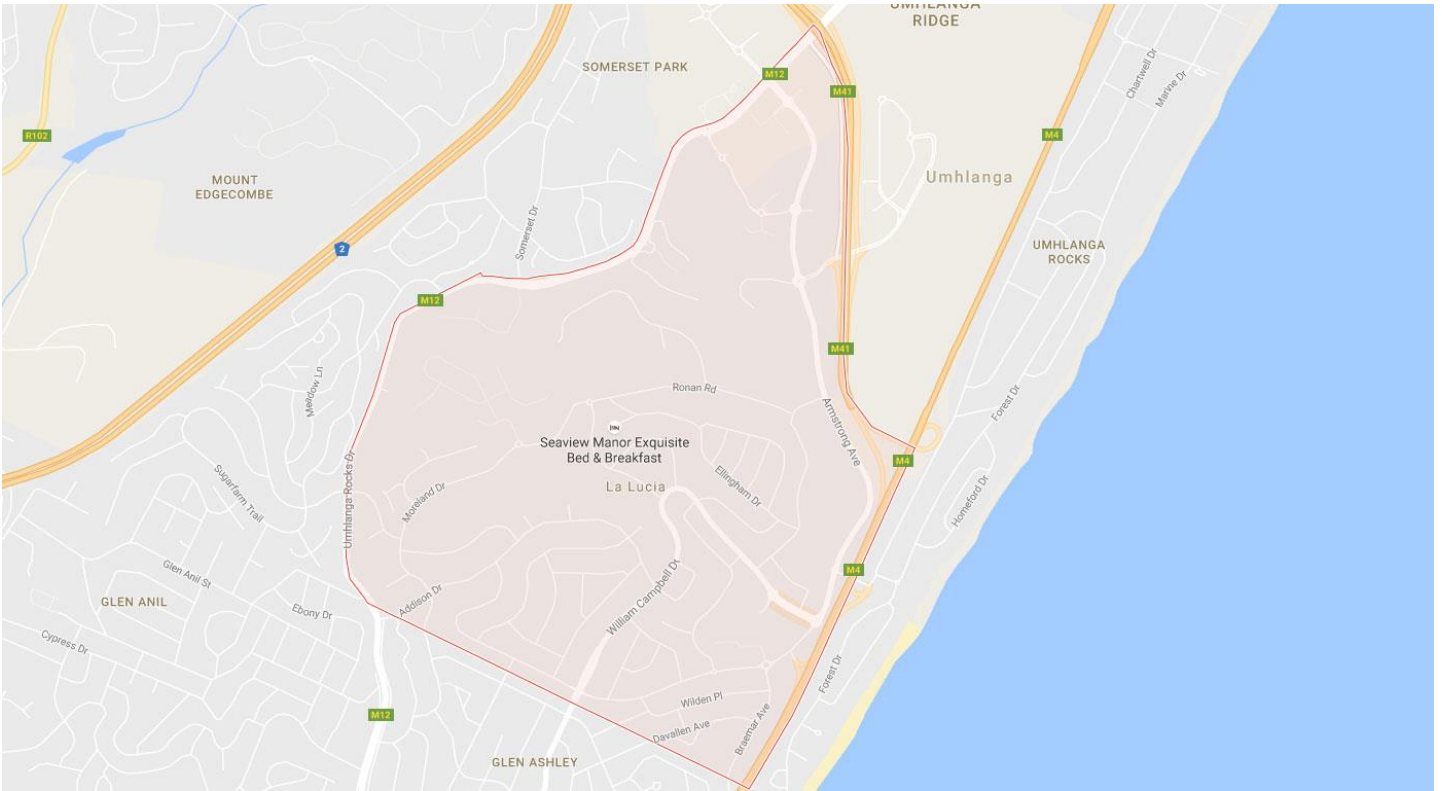 UMHLANGA
RIDGE
SOMERSET PARK
M12
M41
Chartwell Dr
Marine Dr
R102
M4
MOUNT
EDGECOMBE
Umhlanga
Somerset Dr
2
UMHLANGA
ROCKS
M12
M41
Meadow Ln
Ronan Rd
Forest Dr
Armstrong Ave
Seaview Manor Exquisite
Bed & Breakfast
M4
La Lucia
Ellingham Dr
Sugarfarm Trail
Umhlanga Rocks Dr
Moreland Dr
Homeford Dr
M4
Glen Anil St
GLEN ANIL
Ebony Dr
Addison Dr
William Campbell Dr
Cypress Dr
Forest Dr
Wilden Pl
M12
Davallen Ave
Braemar Ave
GLEN ASHLEY